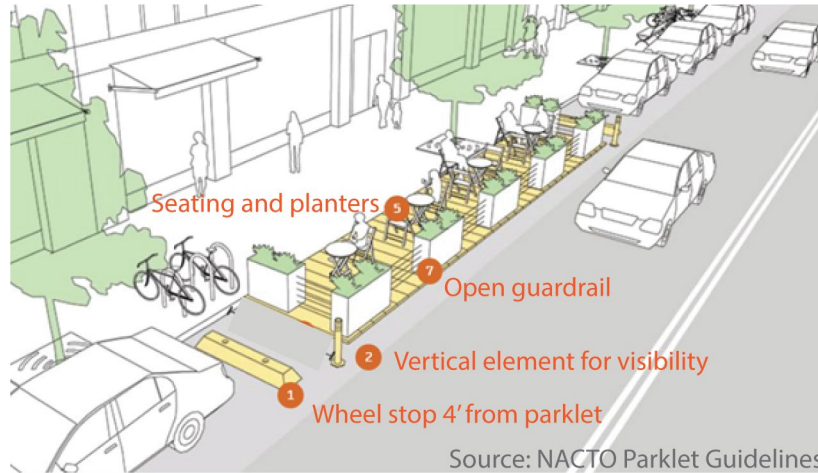 Seating and planters 5
7 Open guardrail
2 Vertical element for visibility
1 Wheel stop 4' from parklet
Source: NACTO Parklet Guidelines